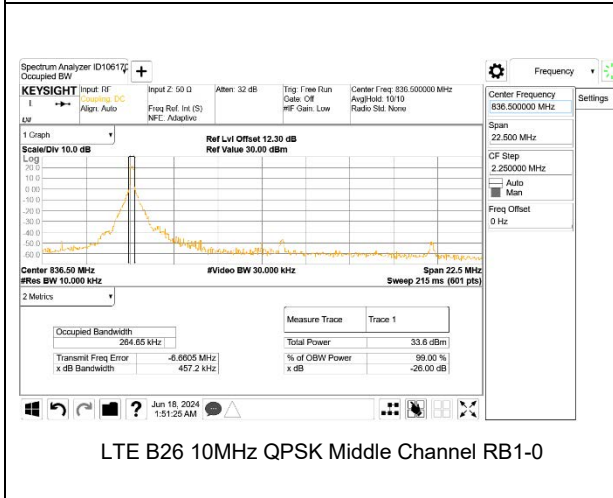 Spectrum Analyzer ID10617
Occupied BW
Frequency
Settings
KEYSIGHT
Input: RF
Coupling: DC
Align: Auto
Input Z: 50 Ω
Freq Ref: Int (S)
NFE: Adaptive
Atten: 32 dB
Trig: Free Run
Gate: Off
#IF Gain: Low
Center Freq: 836.500000 MHz
Avg|Hold: 10/10
Radio Std: None
Center Frequency
836.500000 MHz
Span
22.500 MHz
CF Step
2.250000 MHz
Auto
Man
Freq Offset
0 Hz
1 Graph
Scale/Div 10.0 dB
Ref Lvl Offset 12.30 dB
Ref Value 30.00 dBm
Log
20.0
10.0
0.00
-10.0
-20.0
-30.0
-40.0
-50.0
-60.0
Center 836.50 MHz
#Video BW 30.000 kHz
Span 22.5 MHz
#Res BW 10.000 kHz
Sweep 215 ms (601 pts)
2 Metrics
Measure Trace
Trace 1
Occupied Bandwidth
264.65 kHz
Total Power
33.6 dBm
Transmit Freq Error
-6.6605 MHz
% of OBW Power
99.00 %
x dB Bandwidth
457.2 kHz
x dB
-26.00 dB
?
Jun 18, 2024
1:51:25 AM
LTE B26 10MHz QPSK Middle Channel RB1-0